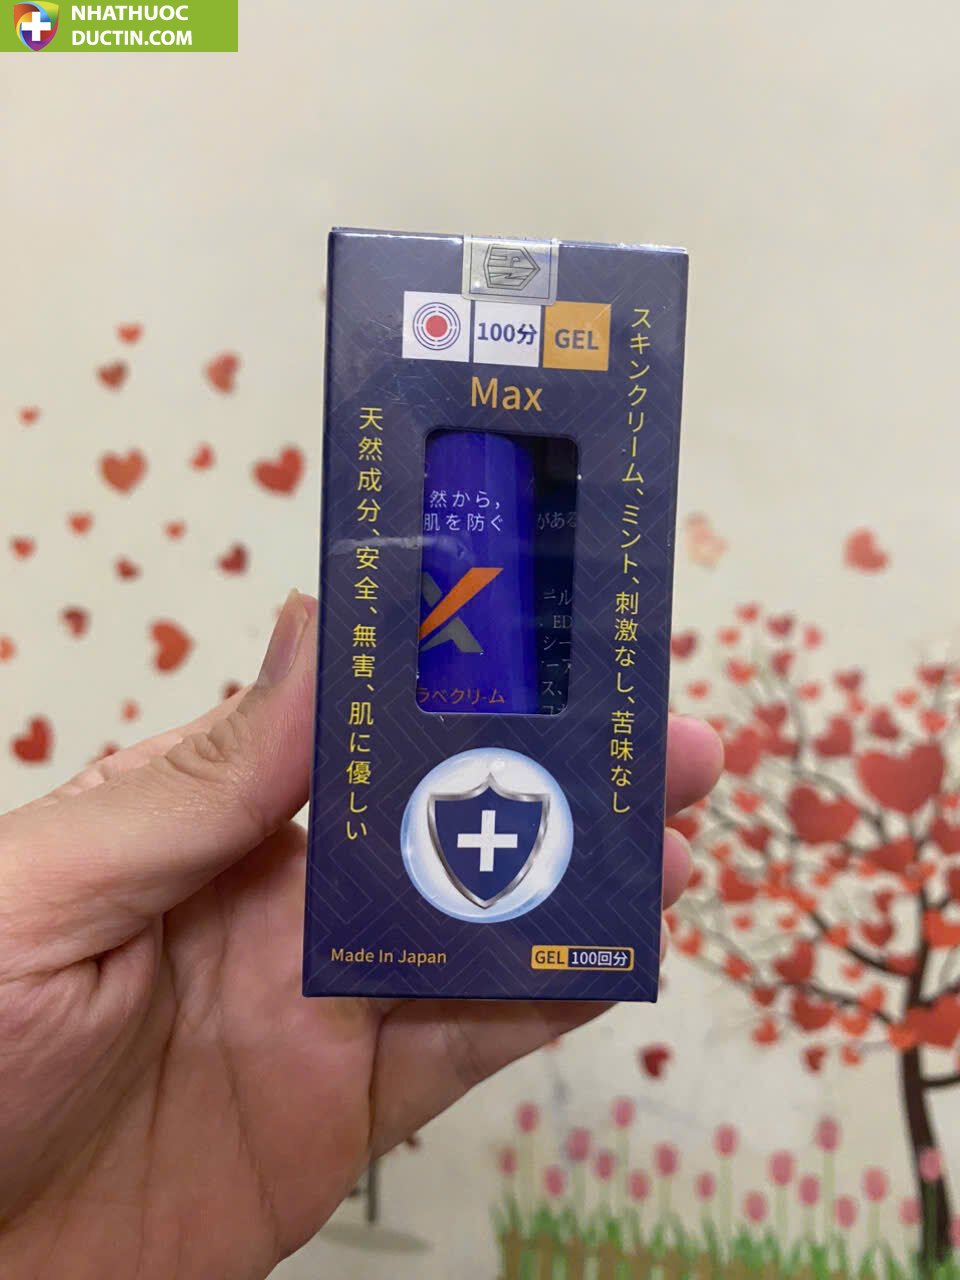 NHATHUOC
DUCTIN.COM
100分
GEL
Max
スキンクリーム、ミント、刺激なし、苦味なし
天然成分、安全、無害、肌に優しい
然から,
肌を防ぐ
がある
ED
ラベクリーム
Made In Japan
GEL 100回分